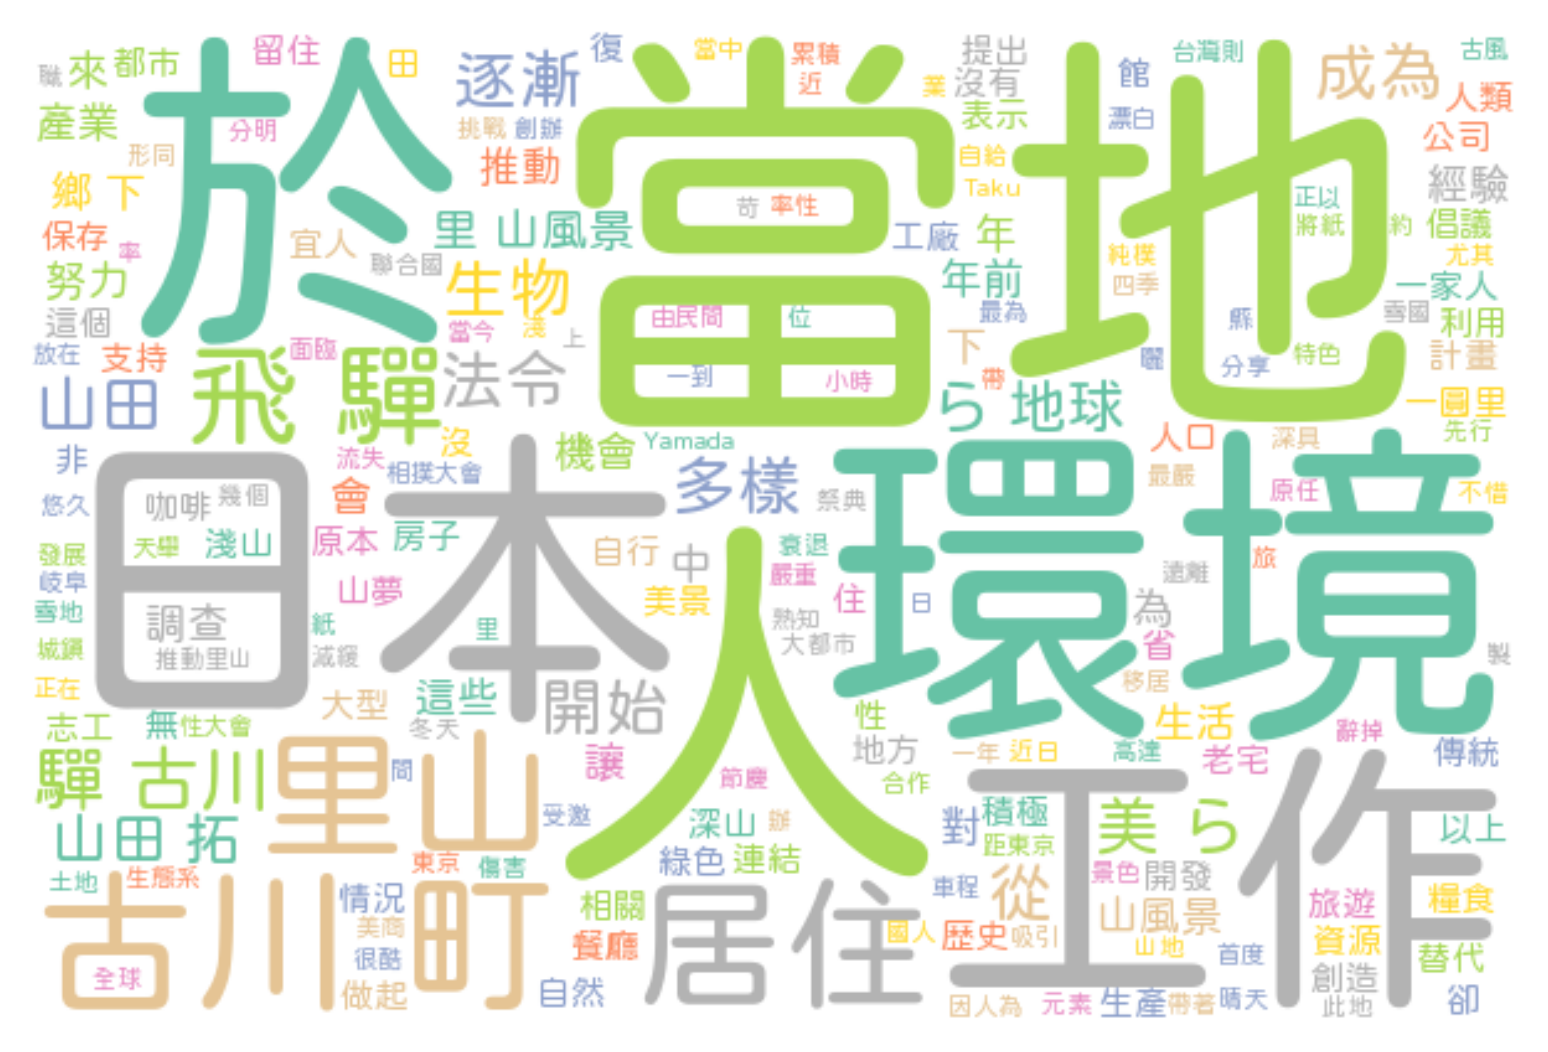 職 來 都市 留住 田 逐漸 復 當中 累積 近 提出 沒有 館 台灣則 成為 古風
產業 分明 於 挑戰 創辦 當地 業 表示 漂白 人類
形同 推動 自給 公司
鄉 下 Taku 經驗
保存 率 宜人 里 山風景 苛 率性 工廠 年 正以 將紙 約 倡議
努力 聯合國 生物 年前 純樸 四季 尤其 一家人
這個 當今 淺 上 由民間 位 最為 縣 雪國 利用
放在 支持 面臨 法令 一到 小時 下 帶 曬 分享 特色 計畫
山田 飛 驒 ら 地球 一圓里
非 沒 機會 Yamada 人口 深具 先行
流失 相撲大會 多樣 環境 最嚴 原任 不借
悠久 日本 咖啡 幾個 會 祭典
發展 天學 淺山 原本 房子 自行 中 衰退 旅
岐阜 山夢 美景 嚴重 住 日 遠離 為
雪地 調查 紙 里 人 熟知 大都市
城鎮 推動里山 減緩 省 製
正在 大型 這些 開始 移居
志工 無 性大會 冬天 性 生活 辭掉
驒 古川 里山 間 讓 節慶 地方 一年 近日 高達 老宅 傳統
合作 工作
山田 拓 受邀 深山 辦 對 積極 美 ら 以上
東京 傷害 綠色 連結 距東京
土地 生態系 情況 車程 從 景色 開發
古川町 美商 相關 居住 國人 歷史 吸引 山風景 旅遊 糧食
很酷 餐廳 山地 首度 資源 替代
全球 做起 自然 創造
因人為 元素 生產 帶著 晴天 此地 卻